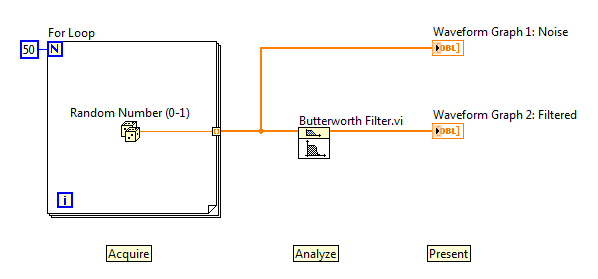 Waveform Graph 1: Noise
For Loop
50
N
DBL
Random Number (0-1)
Butterworth Filter.vi
Waveform Graph 2: Filtered
DBL
i
Acquire
Analyze
Present